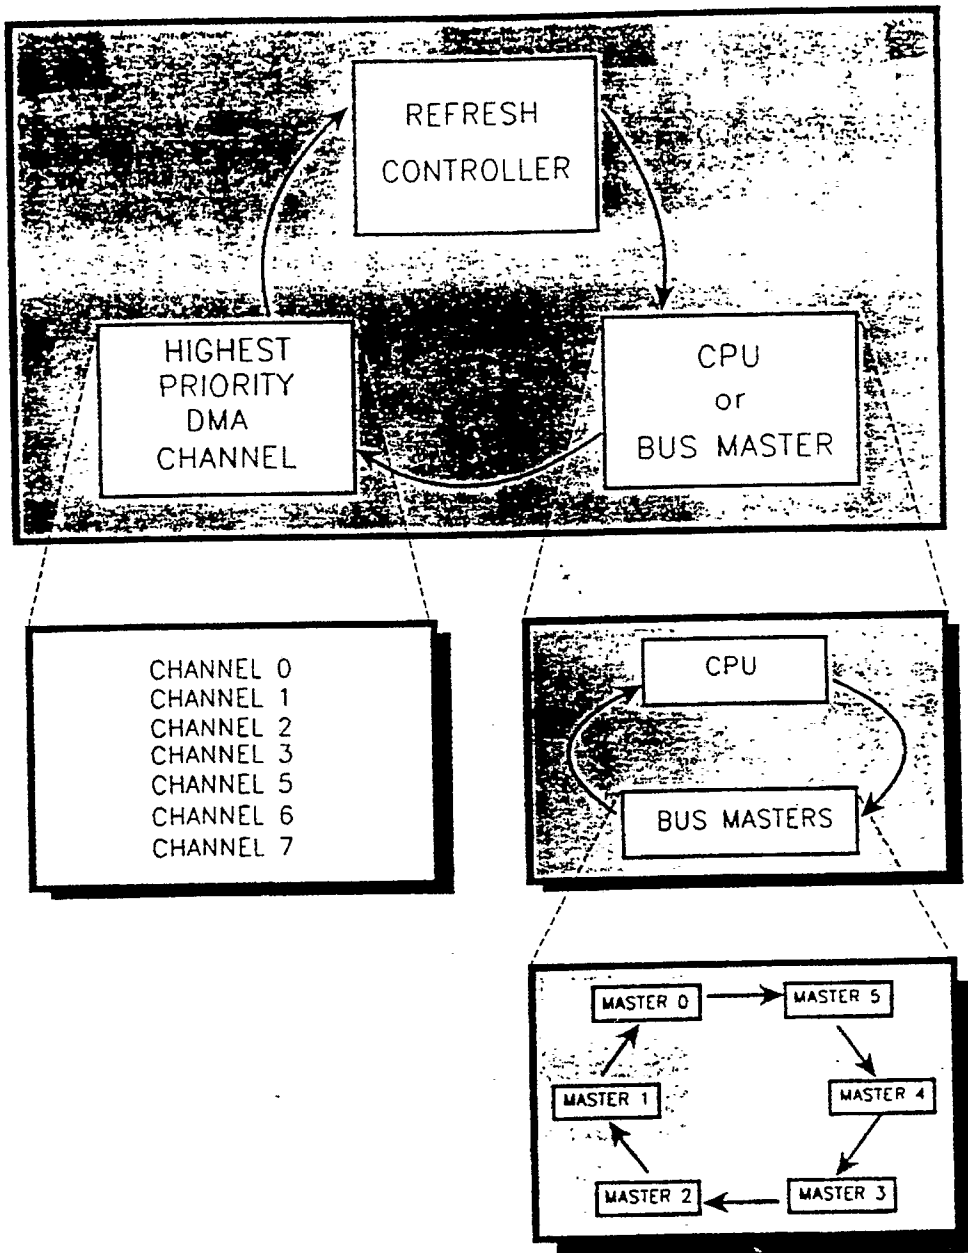 REFRESH
CONTROLLER
HIGHEST
PRIORITY
DMA
CHANNEL
CPU
or
BUS MASTER
CHANNEL 0
CHANNEL 1
CHANNEL 2
CHANNEL 3
CHANNEL 5
CHANNEL 6
CHANNEL 7
CPU
BUS MASTERS
MASTER 0
MASTER 5
MASTER 1
MASTER 4
MASTER 2
MASTER 3